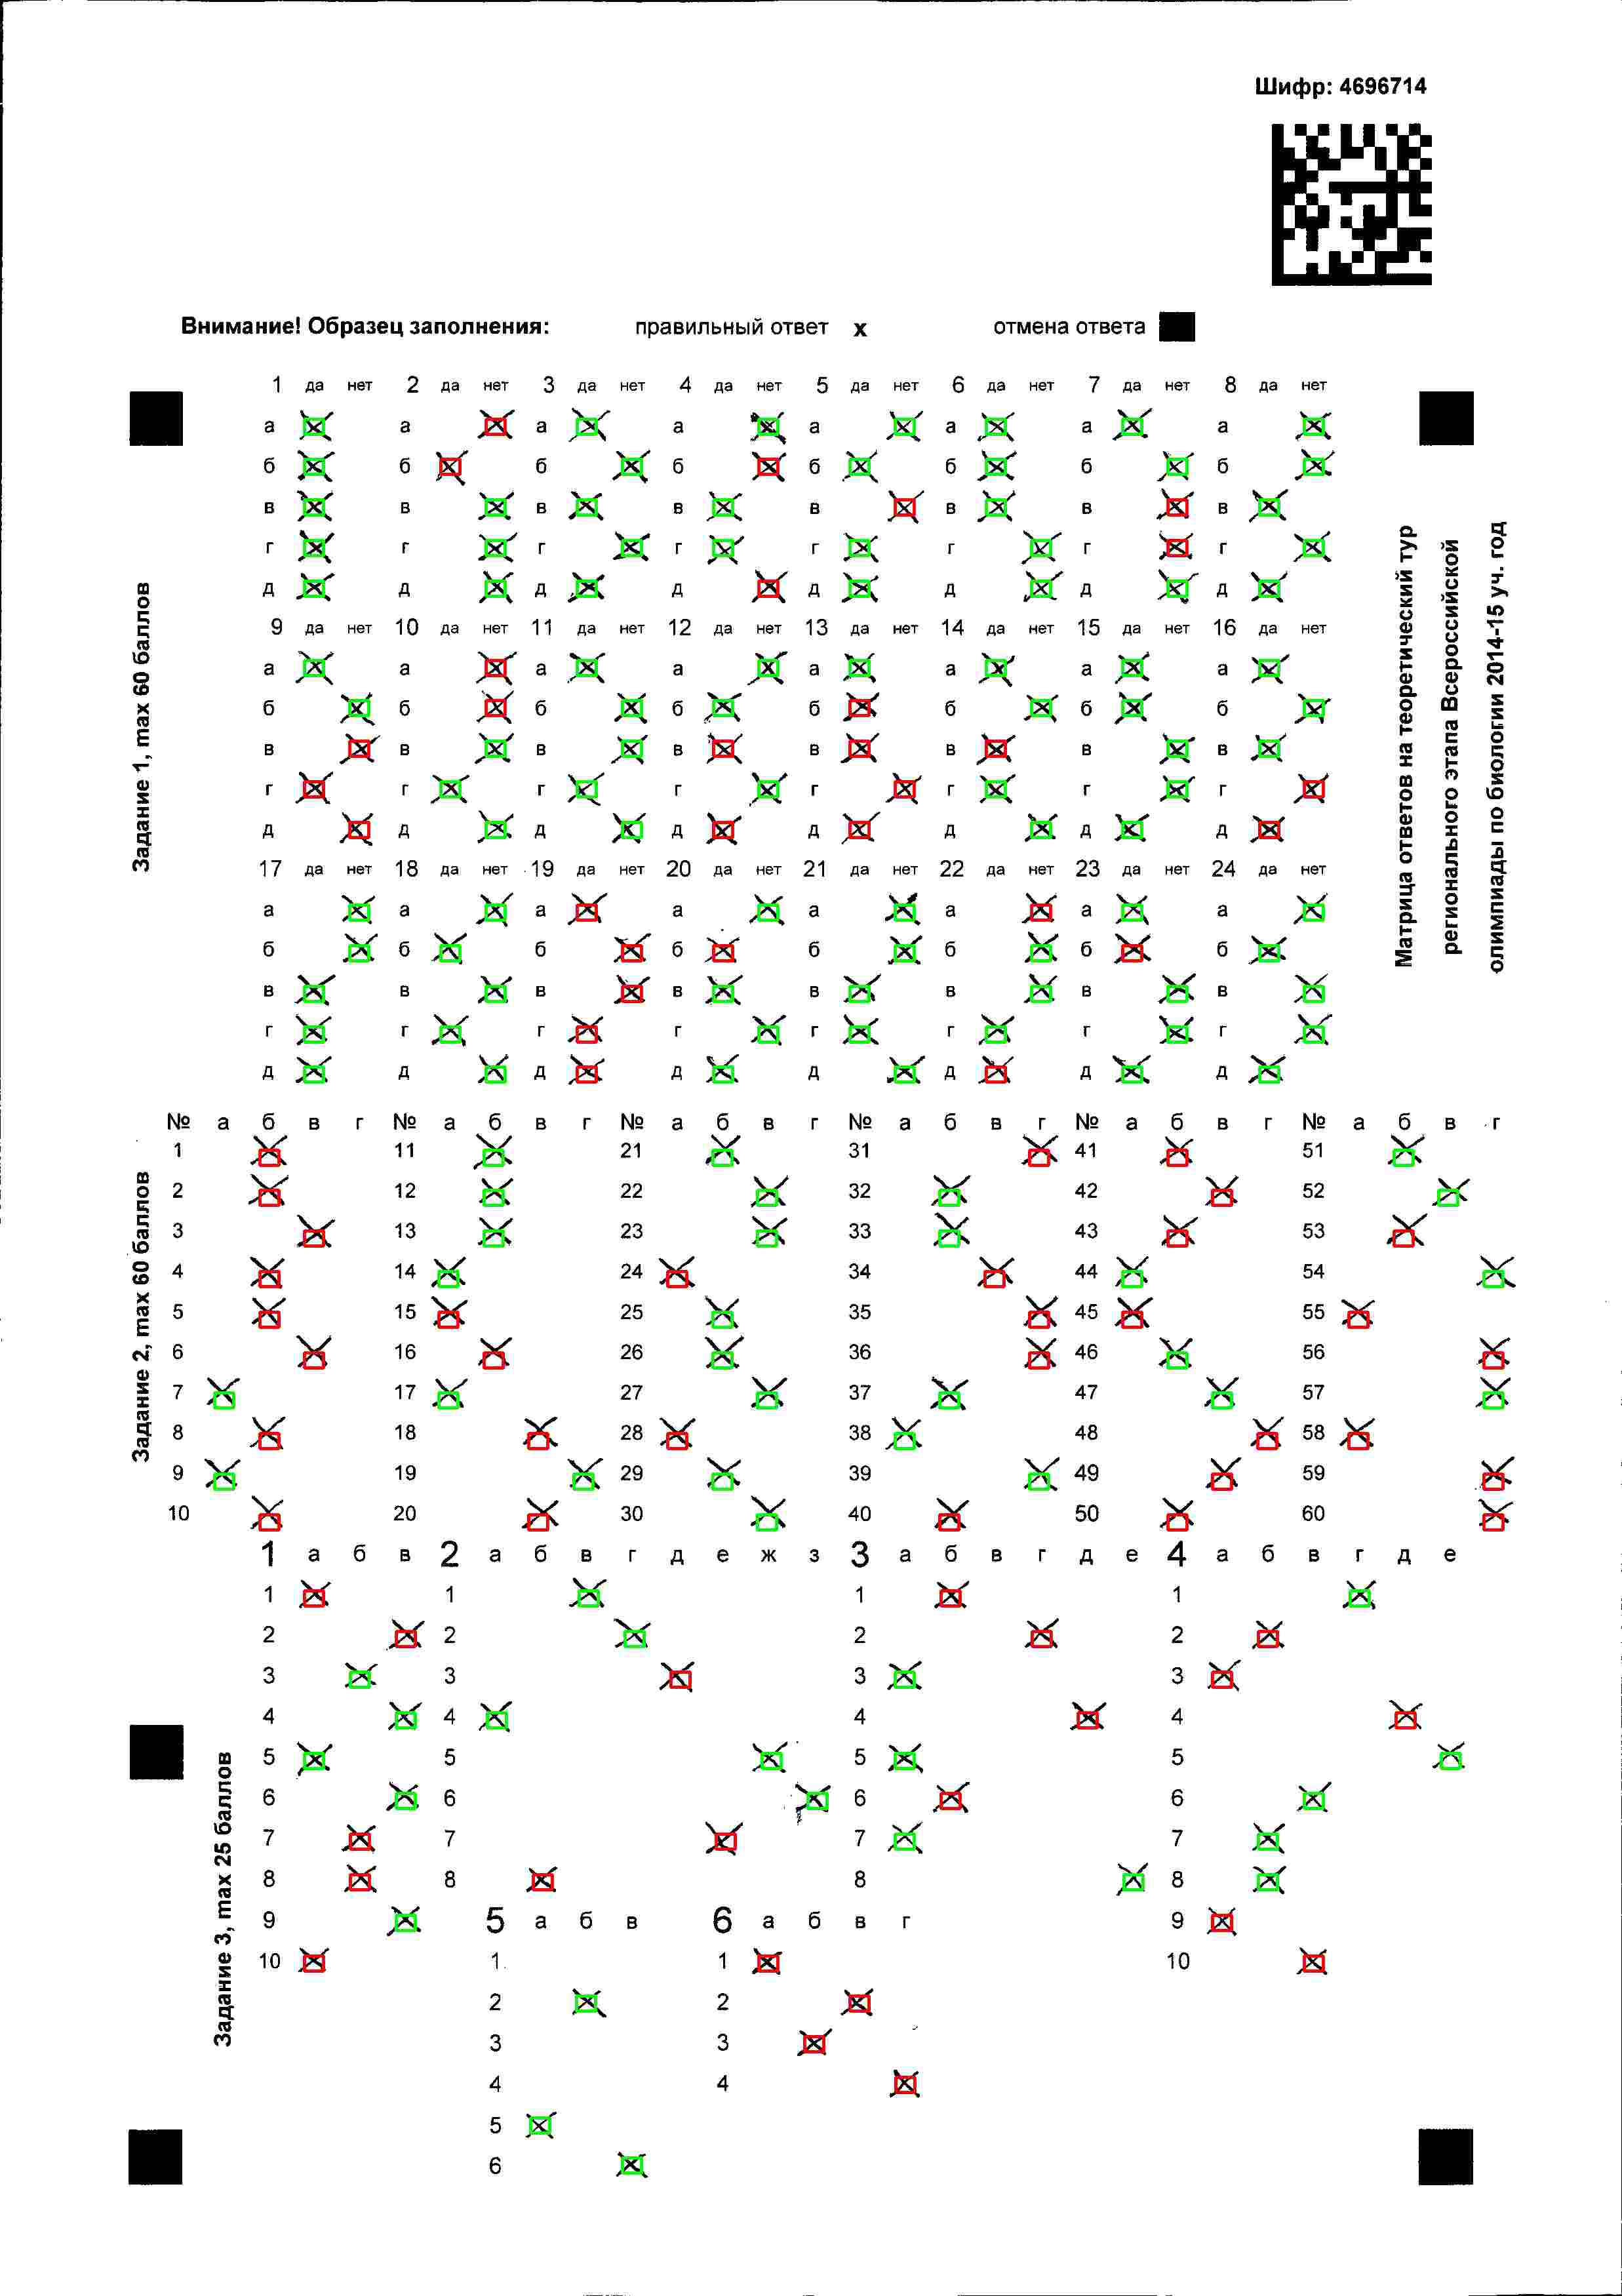 Шифр: 4696714
Внимание! Образец заполнения: правильный ответ x отмена ответа
Задание 1, max 60 баллов
1 да нет 2 да нет 3 да нет 4 да нет 5 да нет 6 да нет 7 да нет 8 да нет
а а а а а а а а
б б б б б б б б
в в в в в в в в
г г г г г г г г
д д д д д д д д
9 да нет 10 да нет 11 да нет 12 да нет 13 да нет 14 да нет 15 да нет 16 да нет
а а а а а а а а
б б б б б б б б
в в в в в в в в
г г г г г г г г
д д д д д д д д
17 да нет 18 да нет 19 да нет 20 да нет 21 да нет 22 да нет 23 да нет 24 да нет
а а а а а а а а
б б б б б б б б
в в в в в в в в
г г г г г г г г
д д д д д д д д
Матрица ответов на теоретический тур
регионального этапа Всероссийской
олимпиады по биологии 2014-15 уч. год
Задание 2, max 60 баллов
№ а б в г № а б в г № а б в г № а б в г № а б в г № а б в г
1 11 21 31 41 51
2 12 22 32 42 52
3 13 23 33 43 53
4 14 24 34 44 54
5 15 25 35 45 55
6 16 26 36 46 56
7 17 27 37 47 57
8 18 28 38 48 58
9 19 29 39 49 59
10 20 30 40 50 60
Задание 3, max 25 баллов
1 а б в 2 а б в г д е ж з 3 а б в г д е 4 а б в г д е
1 1 1 1
2 2 2 2
3 3 3 3
4 4 4 4
5 5 5 5
6 6 6 6
7 7 7 7
8 8 8 8
9 5 а б в 6 а б в г 9
10 1 1 10
2 2
3 3
4 4
5
6